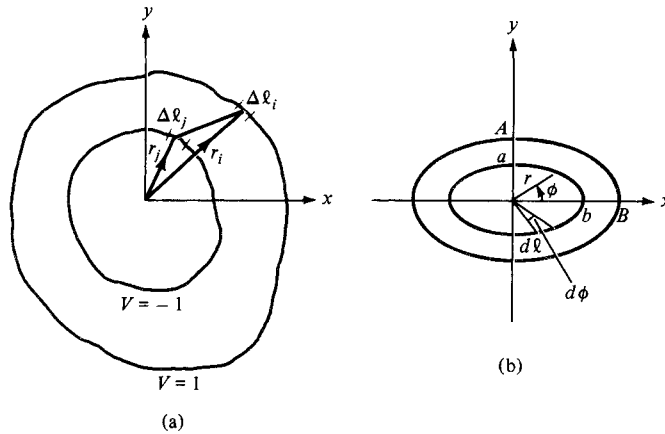 y
Δℓj
Δℓi
rj
ri
x
V = −1
V = 1
(a)
y
A
a
r
ϕ
x
b
B
dℓ
dϕ
(b)